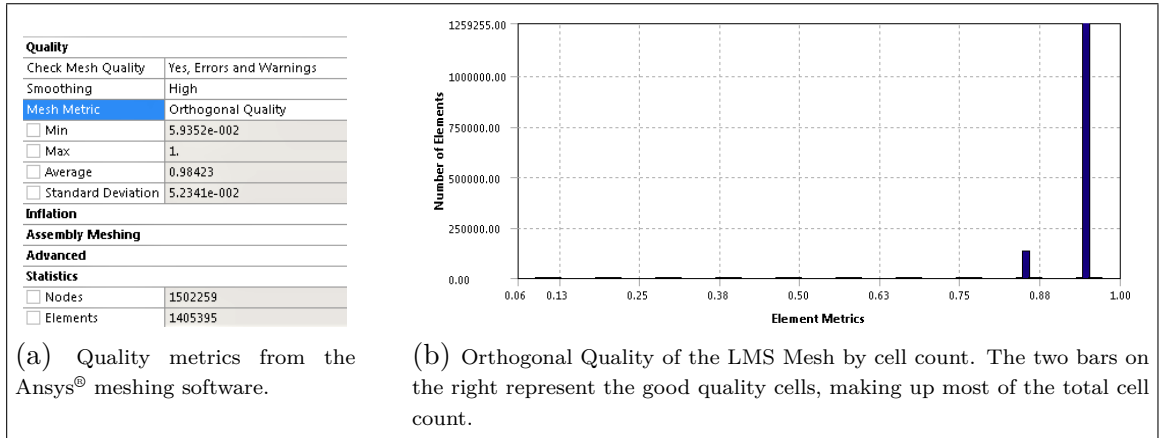 Quality
Check Mesh Quality Yes, Errors and Warnings
Smoothing High
Mesh Metric Orthogonal Quality
Min 5.9352e-002
Max 1.
Average 0.98423
Standard Deviation 5.2341e-002
Inflation
Assembly Meshing
Advanced
Statistics
Nodes 1502259
Elements 1405395
(a) Quality metrics from the
Ansys® meshing software.
Number of Elements
1259255.00
1000000.00
750000.00
500000.00
250000.00
0.00
0.06 0.13 0.25 0.38 0.50 0.63 0.75 0.88 1.00
Element Metrics
(b) Orthogonal Quality of the LMS Mesh by cell count. The two bars on
the right represent the good quality cells, making up most of the total cell
count.